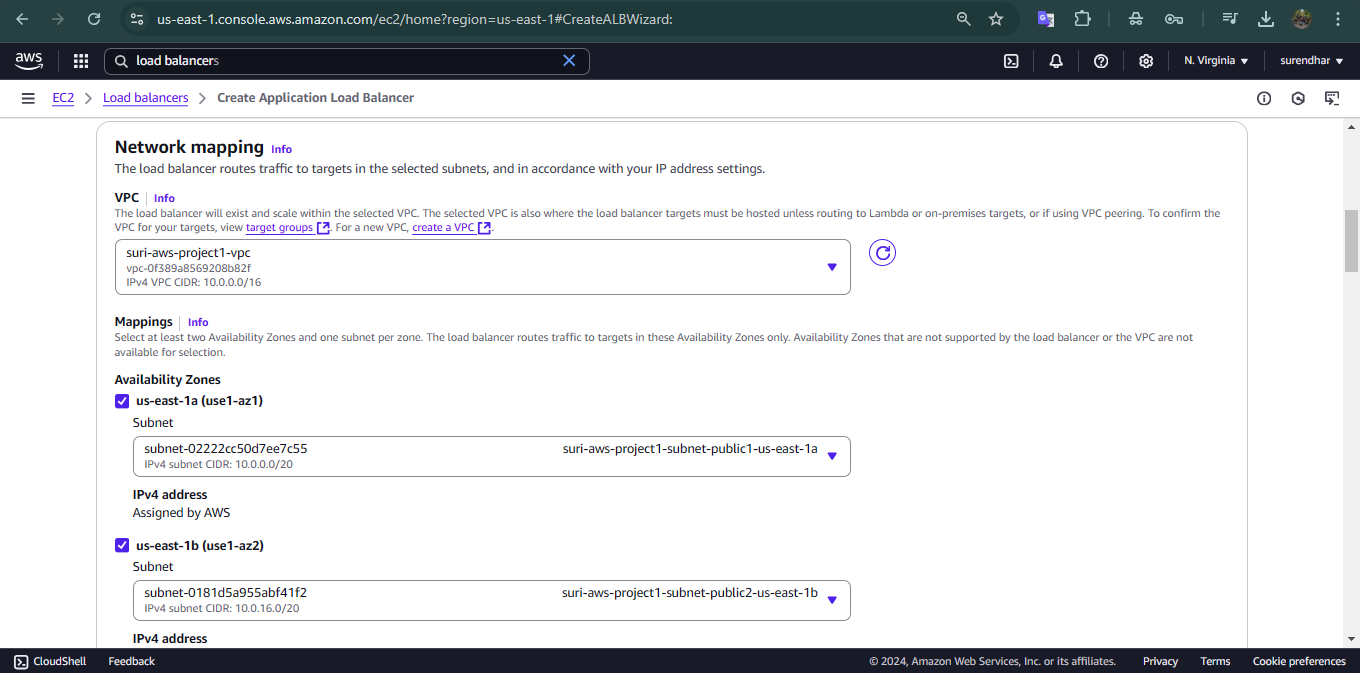 us-east-1.console.aws.amazon.com/ec2/home?region=us-east-1#CreateALBWizard:
aws
load balancers
N. Virginia
surendhar
EC2
Load balancers
Create Application Load Balancer
Network mapping Info
The load balancer routes traffic to targets in the selected subnets, and in accordance with your IP address settings.
VPC Info
The load balancer will exist and scale within the selected VPC. The selected VPC is also where the load balancer targets must be hosted unless routing to Lambda or on-premises targets, or if using VPC peering. To confirm the
VPC for your targets, view target groups. For a new VPC, create a VPC.
suri-aws-project1-vpc
vpc-0f389a8569208b82f
IPv4 VPC CIDR: 10.0.0.0/16
Mappings Info
Select at least two Availability Zones and one subnet per zone. The load balancer routes traffic to targets in these Availability Zones only. Availability Zones that are not supported by the load balancer or the VPC are not
available for selection.
Availability Zones
us-east-1a (use1-az1)
Subnet
subnet-02222cc50d7ee7c55 suri-aws-project1-subnet-public1-us-east-1a
IPv4 subnet CIDR: 10.0.0.0/20
IPv4 address
Assigned by AWS
us-east-1b (use1-az2)
Subnet
subnet-0181d5a955abf41f2 suri-aws-project1-subnet-public2-us-east-1b
IPv4 subnet CIDR: 10.0.16.0/20
IPv4 address
CloudShell Feedback © 2024, Amazon Web Services, Inc. or its affiliates. Privacy Terms Cookie preferences